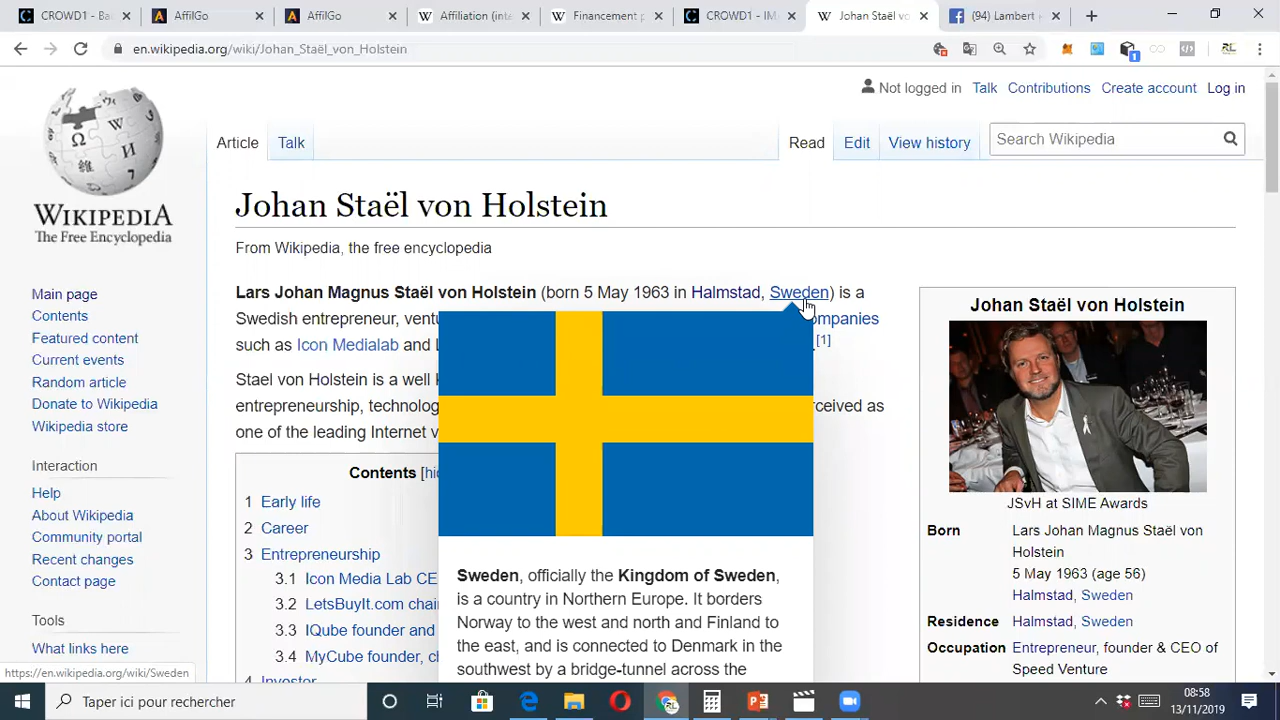 CROWD1 - Ba
AffilGo
AffilGo
Affiliation (inte
Financement p
CROWD1 - IMa
Johan Staël vo
(94) Lambert
en.wikipedia.org/wiki/Johan_Staël_von_Holstein
Not logged in Talk Contributions Create account Log in
Article Talk
Read Edit View history
Search Wikipedia
WIKIPEDIA
The Free Encyclopedia
Main page
Contents
Featured content
Current events
Random article
Donate to Wikipedia
Wikipedia store
Interaction
Help
About Wikipedia
Community portal
Recent changes
Contact page
Tools
What links here
https://en.wikipedia.org/wiki/Sweden
Johan Staël von Holstein
From Wikipedia, the free encyclopedia
Lars Johan Magnus Staël von Holstein (born 5 May 1963 in Halmstad, Sweden) is a
Swedish entrepreneur, ventu ompanies
such as Icon Medialab and L [1]
Stael von Holstein is a well k
entrepreneurship, technolog rceived as
one of the leading Internet v
Contents [hi
1 Early life
2 Career
3 Entrepreneurship
3.1 Icon Media Lab CE
3.2 LetsBuyIt.com chai
3.3 IQube founder and
3.4 MyCube founder, ch
4 Investor
Sweden, officially the Kingdom of Sweden,
is a country in Northern Europe. It borders
Norway to the west and north and Finland to
the east, and is connected to Denmark in the
southwest by a bridge-tunnel across the
Johan Staël von Holstein
JSvH at SIME Awards
Born Lars Johan Magnus Staël von
Holstein
5 May 1963 (age 56)
Halmstad, Sweden
Residence Halmstad, Sweden
Occupation Entrepreneur, founder & CEO of
Speed Venture
Taper ici pour rechercher
08:58
13/11/2019